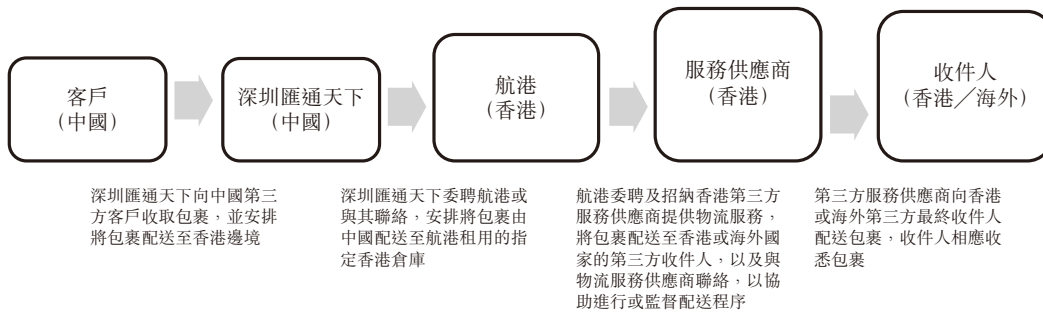 客戶
（中國）
深圳匯通天下
（中國）
航港
（香港）
服務供應商
（香港）
收件人
（香港／海外）
深圳匯通天下向中國第三
方客戶收取包裹，並安排
將包裹配送至香港邊境
深圳匯通天下委聘航港或
與其聯絡，安排將包裹由
中國配送至航港租用的指
定香港倉庫
航港委聘及招納香港第三方
服務供應商提供物流服務，
將包裹配送至香港或海外國
家的第三方收件人，以及與
物流服務供應商聯絡，以協
助進行或監督配送程序
第三方服務供應商向香港
或海外第三方最終收件人
配送包裹，收件人相應收
悉包裹